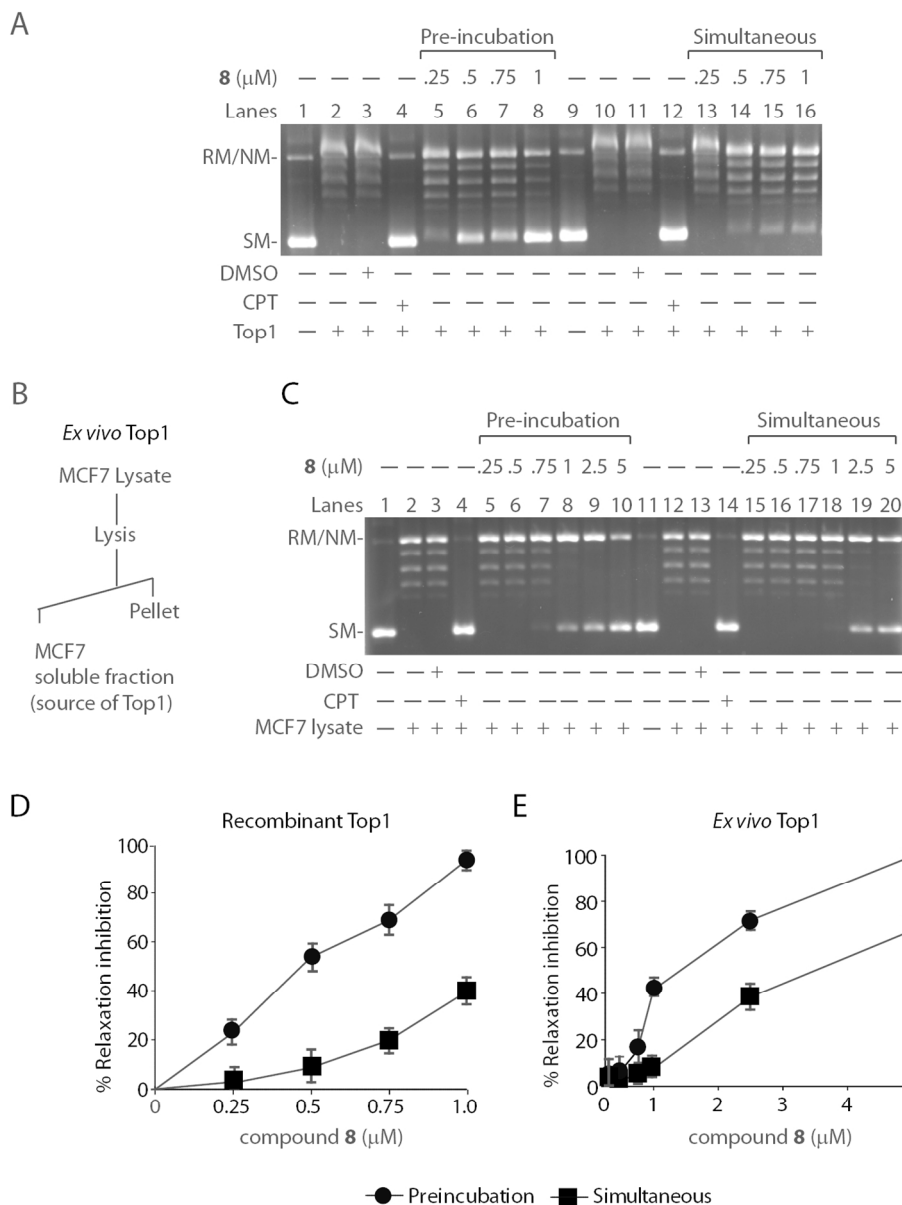 A
Pre-incubation Simultaneous
8 (μM) — — — — .25 .5 .75 1 — — — — .25 .5 .75 1
Lanes 1 2 3 4 5 6 7 8 9 10 11 12 13 14 15 16
RM/NM-
SM-
DMSO — — + — — — — — — — + — — — — —
CPT — — — + — — — — — — — + — — — —
Top1 — + + + + + + + — + + + + + + +
B
Ex vivo Top1
MCF7 Lysate
Lysis
Pellet
MCF7
soluble fraction
(source of Top1)
C
Pre-incubation Simultaneous
8 (μM) — — — — .25 .5 .75 1 2.5 5 — — — — .25 .5 .75 1 2.5 5
Lanes 1 2 3 4 5 6 7 8 9 10 11 12 13 14 15 16 17 18 19 20
RM/NM-
SM-
DMSO — — + — — — — — — — — — + — — — — — — —
CPT — — — + — — — — — — — — — + — — — — — —
MCF7 lysate — + + + + + + + + + — + + + + + + + + +
D
Recombinant Top1
% Relaxation inhibition
100
80
60
40
20
0
0 0.25 0.5 0.75 1.0
compound 8 (μM)
E
Ex vivo Top1
% Relaxation inhibition
100
80
60
40
20
0
0 1 2 4
compound 8 (μM)
Preincubation Simultaneous